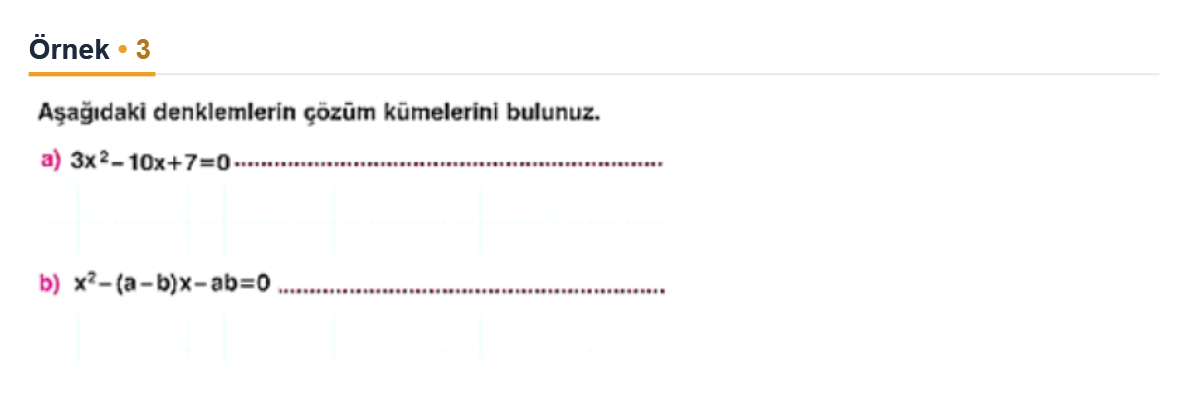 Örnek • 3
Aşağıdaki denklemlerin çözüm kümelerini bulunuz.
a) 3x²– 10x+7=0
b) x²–(a–b)x–ab=0